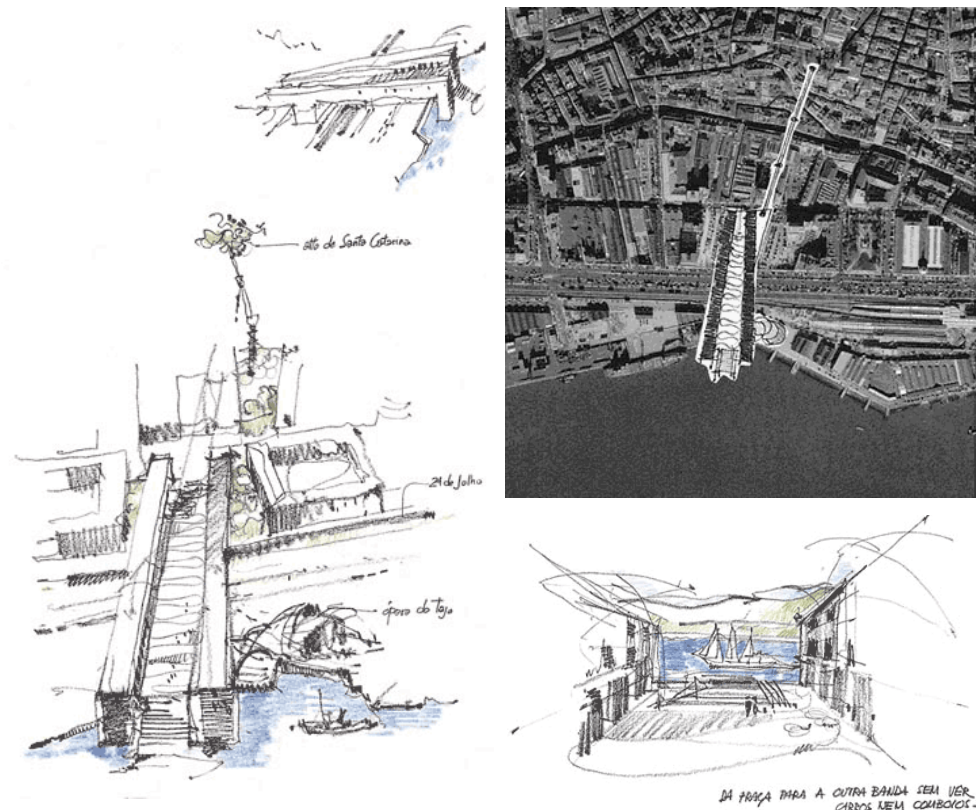 alto de Santa Catarina
24 de Julho
ópera do Tejo
DA PRAÇA PARA A OUTRA BANDA SEM VER
CARROS NEM COMBOIOS.